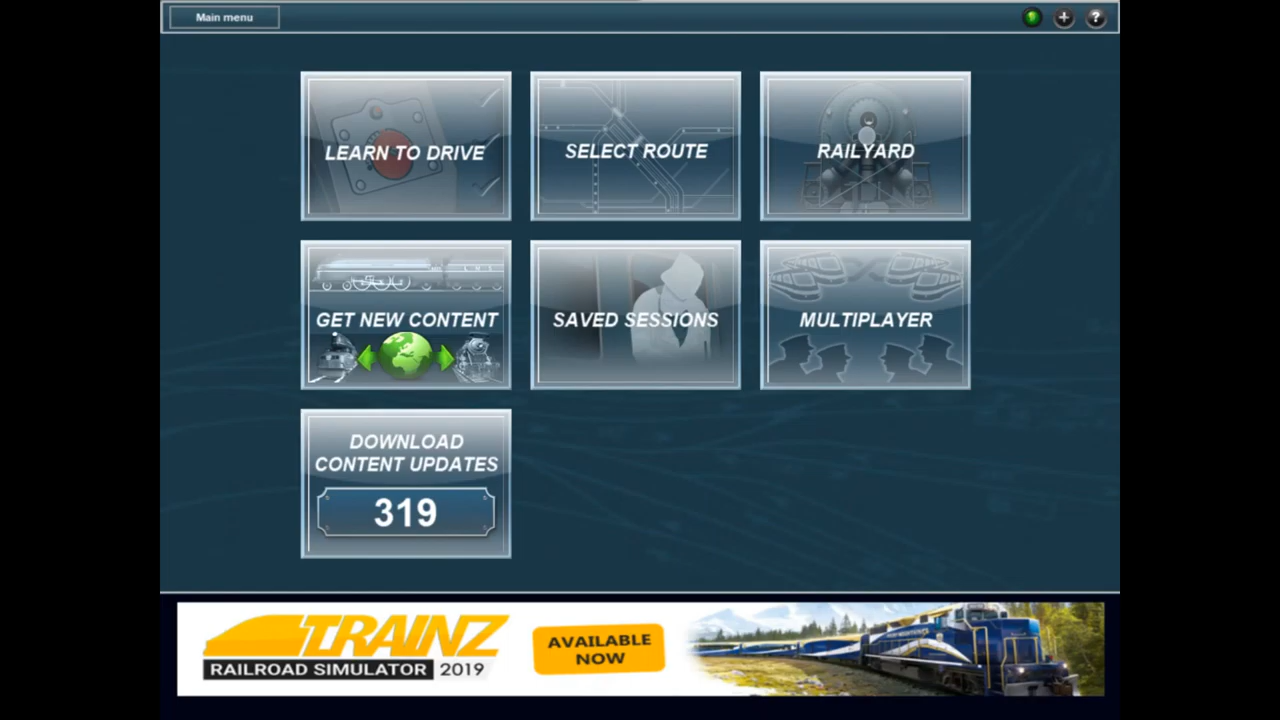 Main menu
LEARN TO DRIVE
SELECT ROUTE
RAILYARD
GET NEW CONTENT
SAVED SESSIONS
MULTIPLAYER
DOWNLOAD
CONTENT UPDATES
319
TRAINZ
RAILROAD SIMULATOR 2019
AVAILABLE
NOW